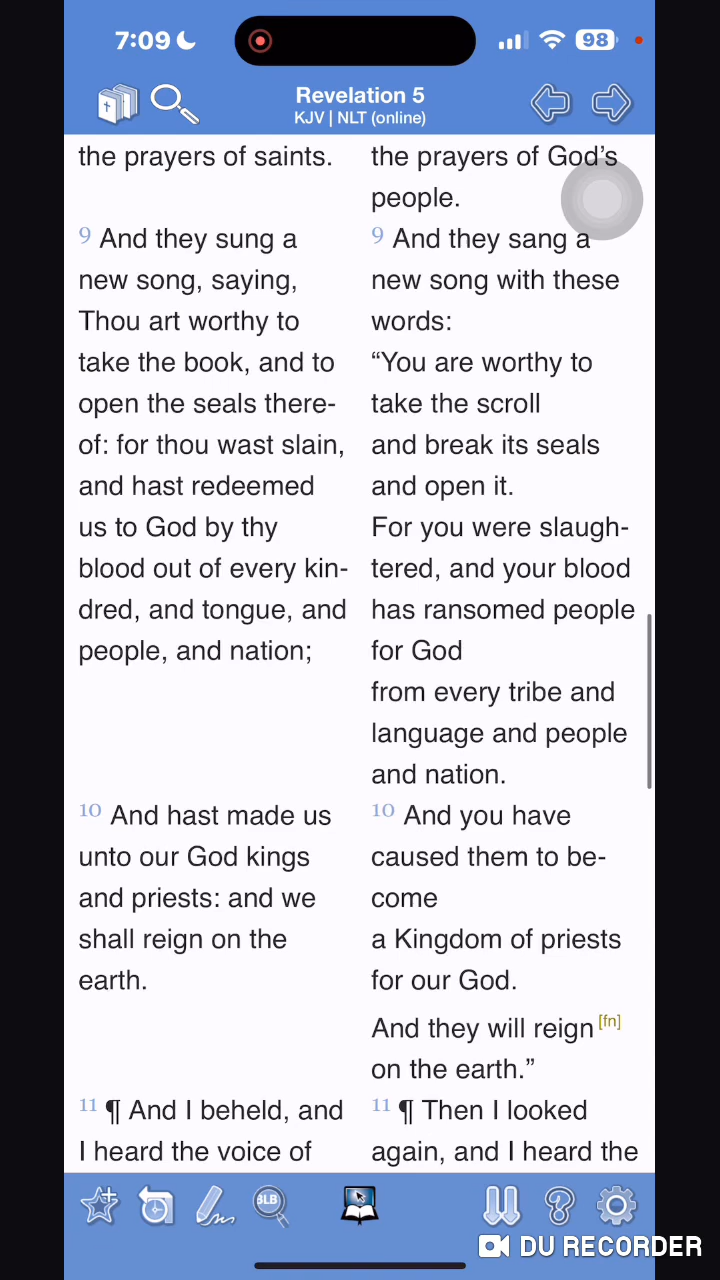 7:09
98
Revelation 5
KJV | NLT (online)
the prayers of saints.
9 And they sung a
new song, saying,
Thou art worthy to
take the book, and to
open the seals there-
of: for thou wast slain,
and hast redeemed
us to God by thy
blood out of every kin-
dred, and tongue, and
people, and nation;
10 And hast made us
unto our God kings
and priests: and we
shall reign on the
earth.
11 ¶ And I beheld, and
I heard the voice of
the prayers of God’s
people.
9 And they sang a
new song with these
words:
“You are worthy to
take the scroll
and break its seals
and open it.
For you were slaugh-
tered, and your blood
has ransomed people
for God
from every tribe and
language and people
and nation.
10 And you have
caused them to be-
come
a Kingdom of priests
for our God.
And they will reign [fn]
on the earth.”
11 ¶ Then I looked
again, and I heard the
BLB
DU RECORDER